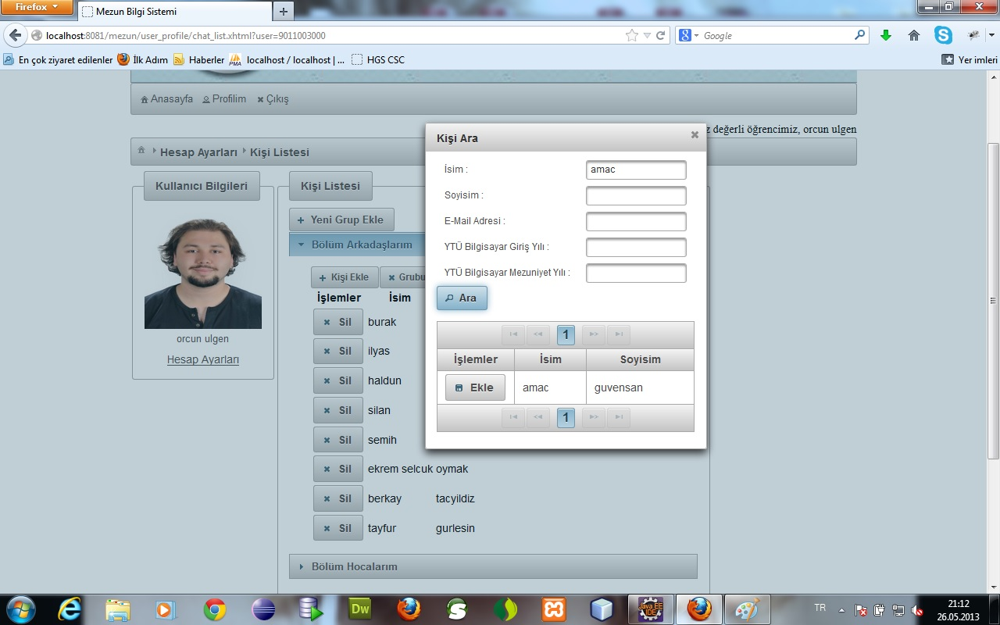 Firefox
Mezun Bilgi Sistemi
localhost:8081/mezun/user_profile/chat_list.xhtml?user=9011003000
Google
En çok ziyaret edilenler İlk Adım Haberler localhost / localhost | ... HGS CSC Yer imleri
Anasayfa Profilim Çıkış
z değerli öğrencimiz, orcun ulgen
Hesap Ayarları Kişi Listesi
Kullanıcı Bilgileri
orcun ulgen
Hesap Ayarları
Kişi Listesi
Yeni Grup Ekle
Bölüm Arkadaşlarım
Kişi Ekle Grubu
İşlemler İsim
Sil burak
Sil ilyas
Sil haldun
Sil silan
Sil semih
Sil ekrem selcuk oymak
Sil berkay tacyildiz
Sil tayfur gurlesin
Bölüm Hocalarım
Kişi Ara
İsim : amac
Soyisim :
E-Mail Adresi :
YTÜ Bilgisayar Giriş Yılı :
YTÜ Bilgisayar Mezuniyet Yılı :
Ara
1
İşlemler İsim Soyisim
Ekle amac guvensan
1
Dw
Java EE
IDE
TR
21:12
26.05.2013